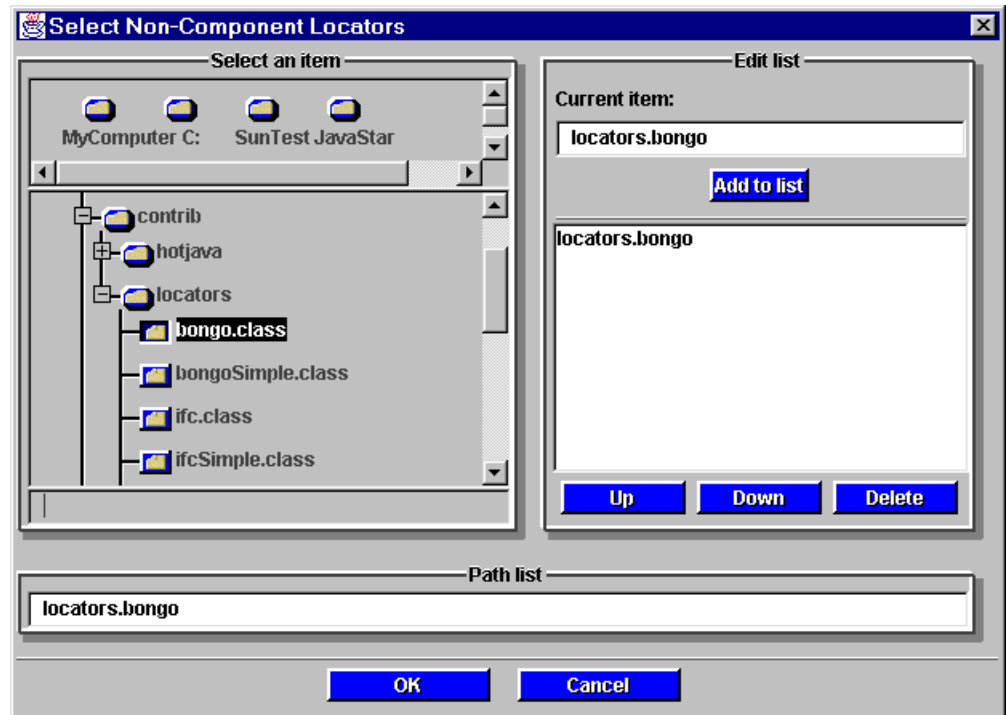 Select Non-Component Locators
Select an item
MyComputer C: SunTest JavaStar
contrib
hotjava
locators
bongo.class
bongoSimple.class
ifc.class
ifcSimple.class
Edit list
Current item:
locators.bongo
Add to list
locators.bongo
Up Down Delete
Path list
locators.bongo
OK Cancel